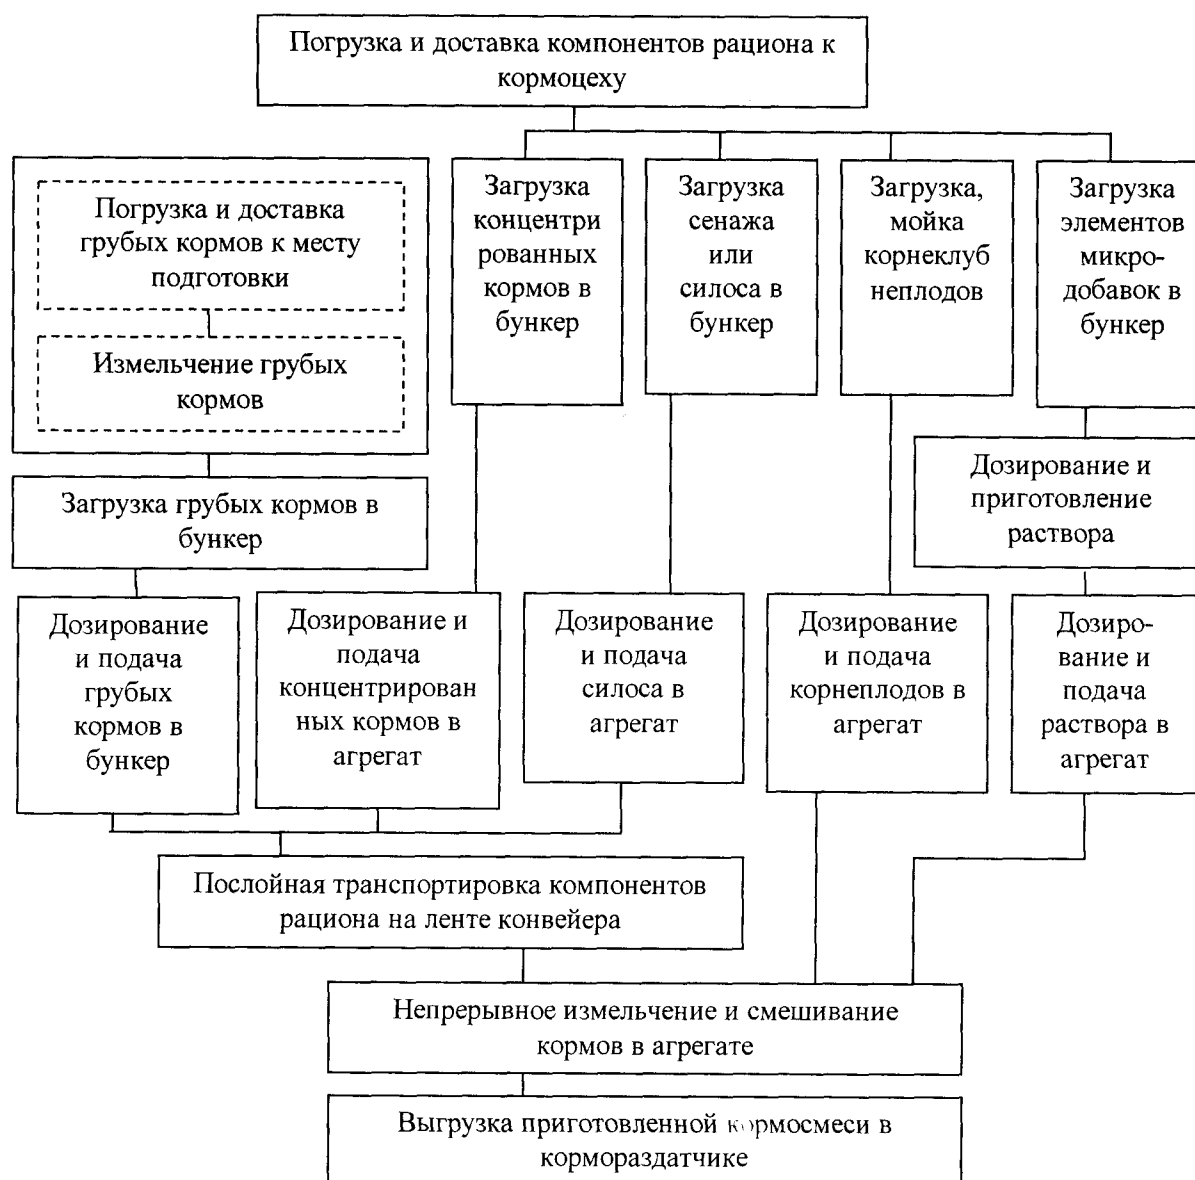 Погрузка и доставка компонентов рациона к
кормоцеху
Погрузка и доставка
грубых кормов к месту
подготовки
Измельчение грубых
кормов
Загрузка
концентри
рованных
кормов в
бункер
Загрузка
сенажа
или
силоса в
бункер
Загрузка,
мойка
корнеклуб
неплодов
Загрузка
элементов
микро-
добавок в
бункер
Загрузка грубых кормов в
бункер
Дозирование и
приготовление
раствора
Дозирование
и подача
грубых
кормов в
бункер
Дозирование и
подача
концентрирован
ных кормов в
агрегат
Дозирование
и подача
силоса в
агрегат
Дозирование
и подача
корнеплодов в
агрегат
Дозиро-
вание и
подача
раствора в
агрегат
Послойная транспортировка компонентов
рациона на ленте конвейера
Непрерывное измельчение и смешивание
кормов в агрегате
Выгрузка приготовленной кормосмеси в
кормораздатчике